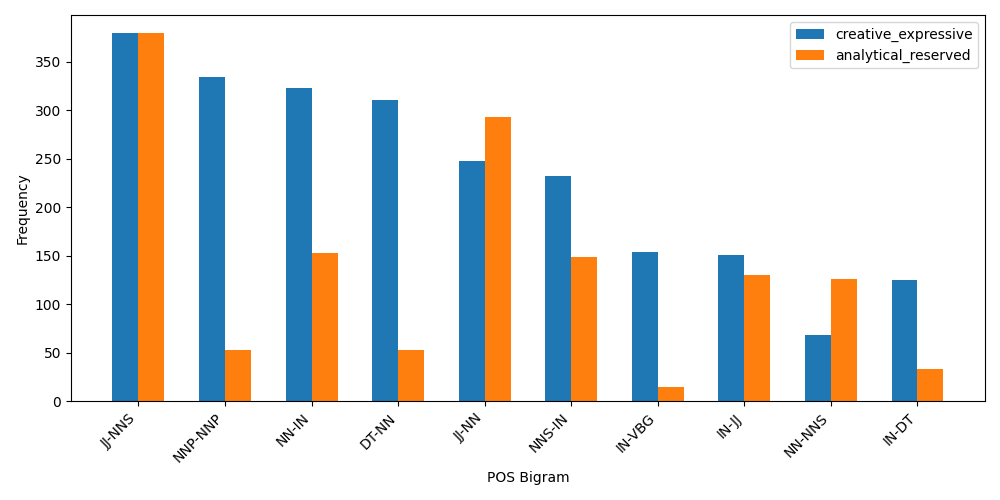 creative_expressive
analytical_reserved
Frequency
350
300
250
200
150
100
50
0
JJ-NNS
NNP-NNP
NN-IN
DT-NN
JJ-NN
NNS-IN
IN-VBG
IN-JJ
NN-NNS
IN-DT
POS Bigram